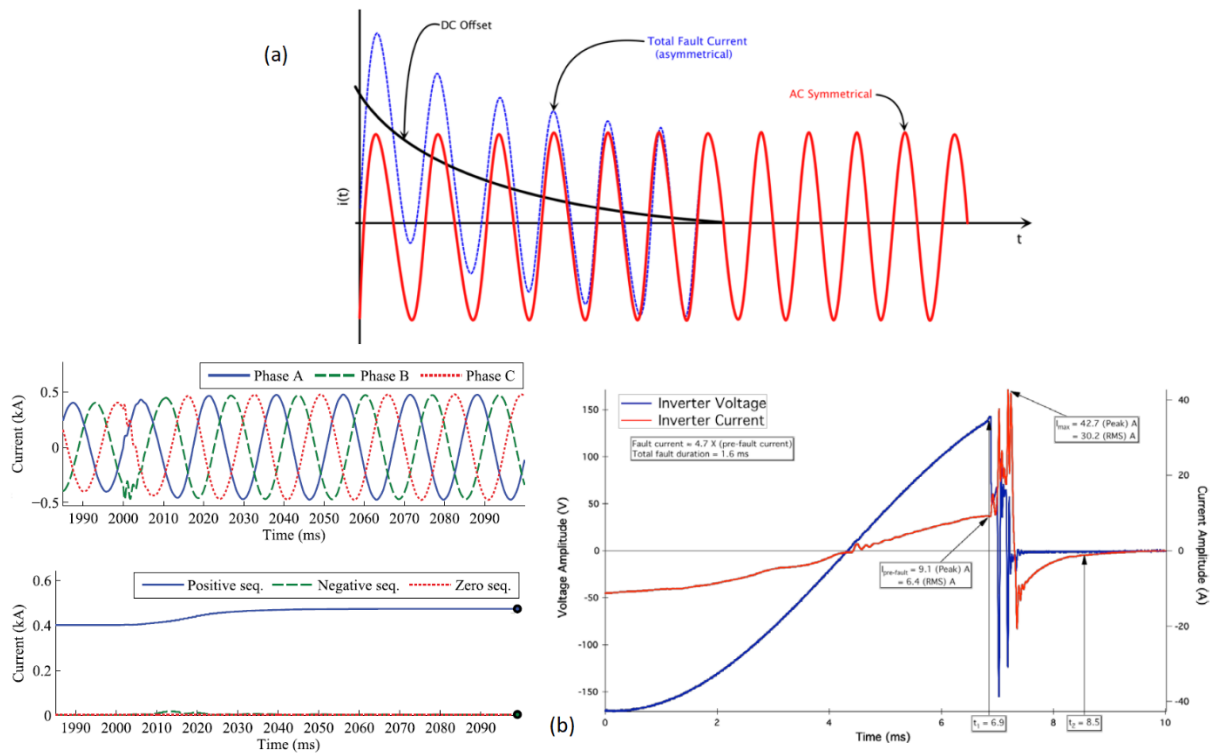 (a)
DC Offset
Total Fault Current
(asymmetrical)
AC Symmetrical
i(t)
t
Phase A Phase B Phase C
Current (kA)
0.5
0
−0.5
1990 2000 2010 2020 2030 2040 2050 2060 2070 2080 2090
Time (ms)
Positive seq. Negative seq. Zero seq.
Current (kA)
0.6
0.4
0.2
0
1990 2000 2010 2020 2030 2040 2050 2060 2070 2080 2090
Time (ms)
(b)
Inverter Voltage
Inverter Current
Fault current = 4.7 X (pre-fault current)
Total fault duration = 1.6 ms
Imax = 42.7 (Peak) A
= 30.2 (RMS) A
Ipre-fault = 9.1 (Peak) A
= 6.4 (RMS) A
Voltage Amplitude (V)
150
100
50
0
-50
-100
-150
Current Amplitude (A)
40
20
0
-20
-40
0 2 4 6 8 10
t1 = 6.9
t2 = 8.5
Time (ms)